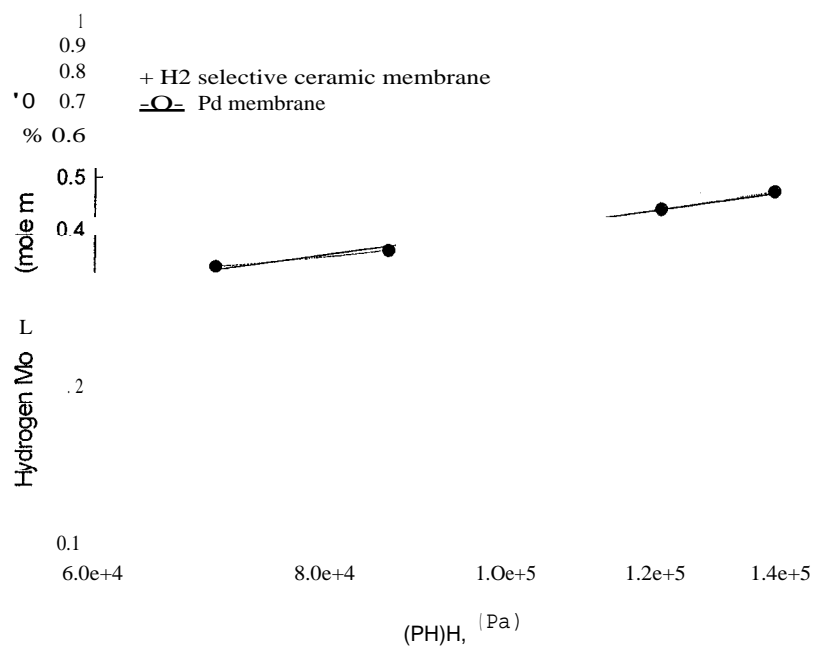 1
0.9
0.8
+ H2 selective ceramic membrane
'0 0.7
-O- Pd membrane
% 0.6
0.5
0.4
(mole m
L
Hydrogen Mo
.2
0.1
6.0e+4 8.0e+4 1.0e+5 1.2e+5 1.4e+5
(PH)H, (Pa)